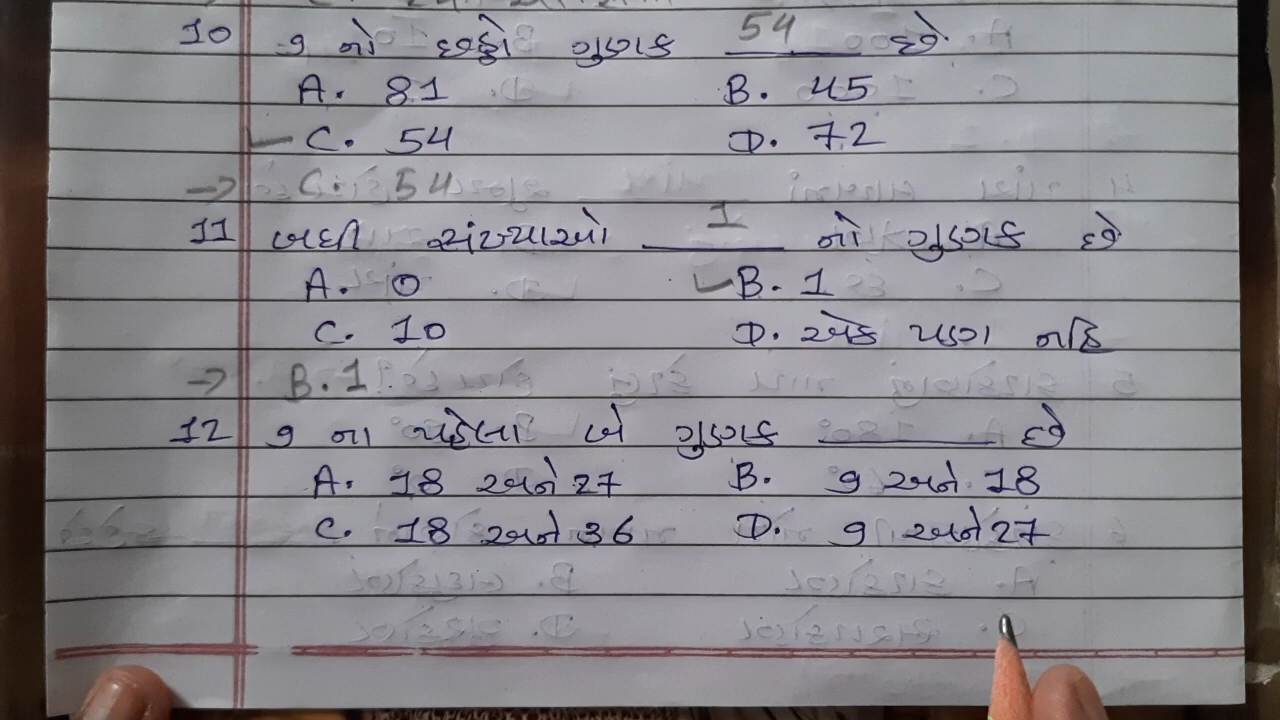 10 9 નો છઠ્ઠો ગુણક 54 છે
A. 81 B. 45
C. 54 D. 72
→ C. 54
11 બધી સંખ્યાઓ 1 નો ગુણક છે
A. 0 B. 1
C. 10 D. એક પણ નહિ
→ B. 1
12 9 ના પહેલા બે ગુણક ______ છે
A. 18 અને 27 B. 9 અને 18
C. 18 અને 36 D. 9 અને 27